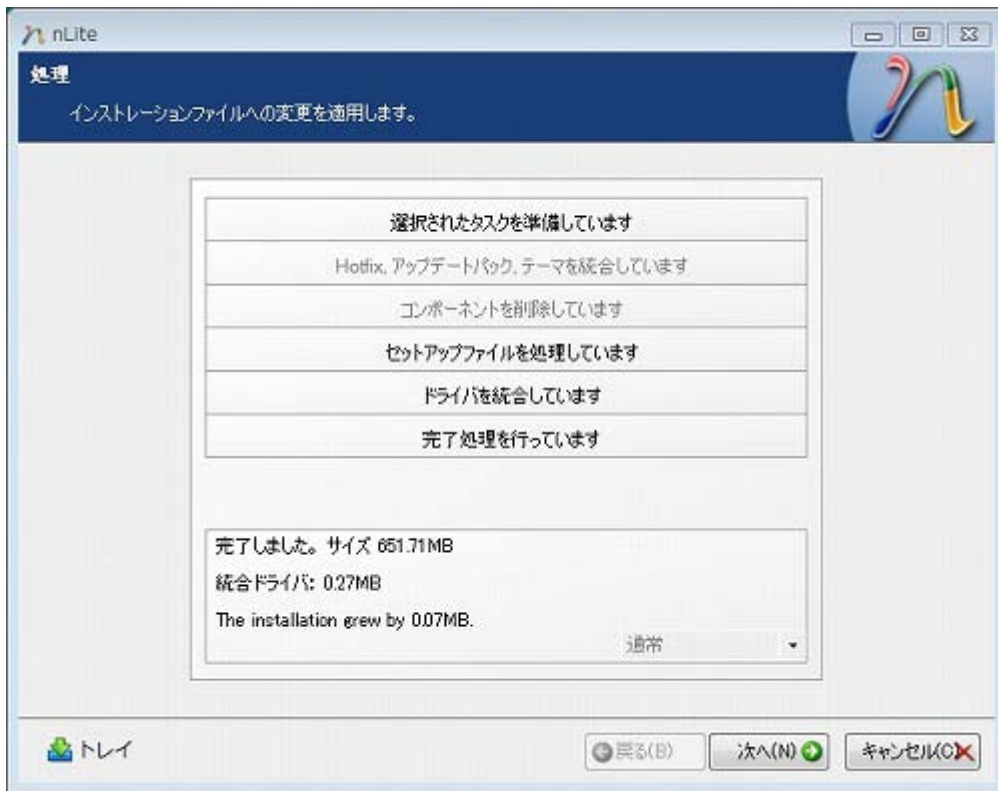 nLite
処理
インストレーションファイルへの変更を適用します。
選択されたタスクを準備しています
Hotfix, アップデートパック, テーマを統合しています
コンポーネントを削除しています
セットアップファイルを処理しています
ドライバを統合しています
完了処理を行っています
完了しました。サイズ 651.71MB
統合ドライバ: 0.27MB
The installation grew by 0.07MB.
通常
トレイ
戻る(B)
次へ(N)
キャンセル(C)